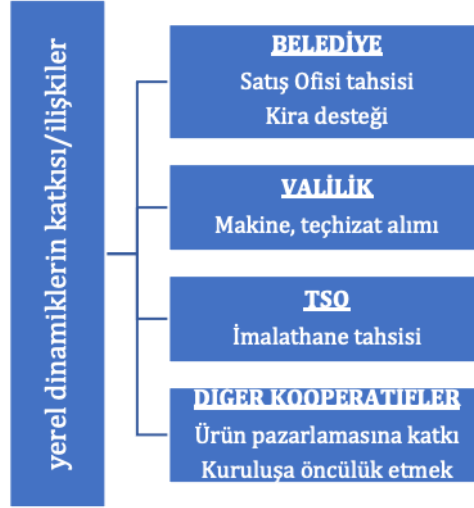 yerel dinamiklerin katkısı/ilişkiler
BELEDİYE
Satış Ofisi tahsisi
Kira desteği
VALİLİK
Makine, teçhizat alımı
TSO
İmalathane tahsisi
DİGER KOOPERATİFLER
Ürün pazarlamasına katkı
Kuruluşa öncülük etmek